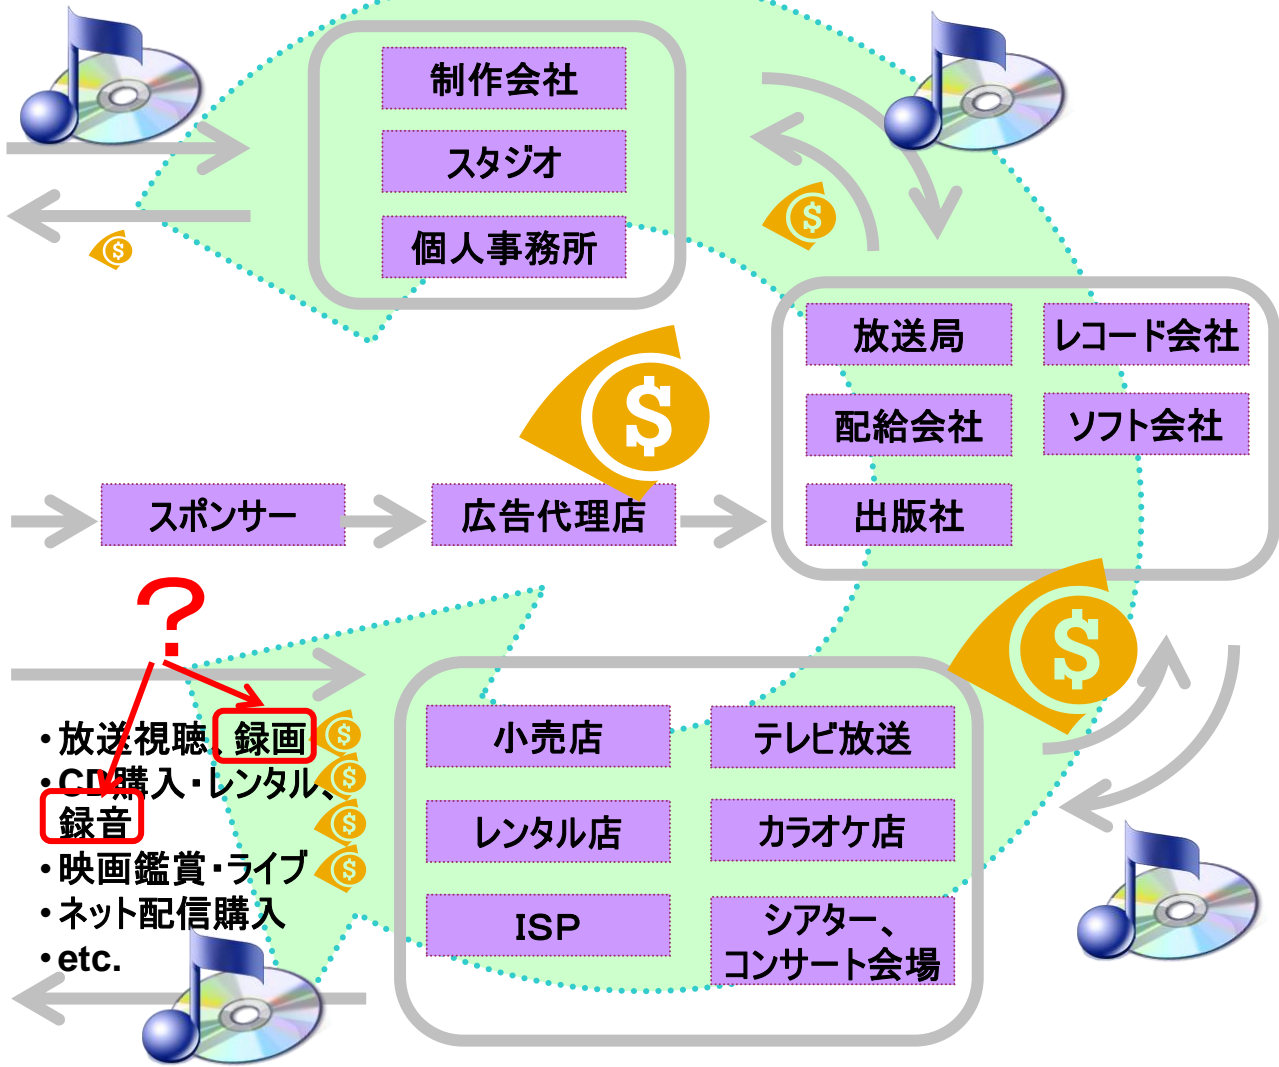 制作会社
スタジオ
個人事務所
$
$
放送局
レコード会社
$
配給会社
ソフト会社
スポンサー
広告代理店
出版社
？
$
・放送視聴、録画
$
・CD購入・レンタル、
$
録音
$
・映画鑑賞・ライブ
$
・ネット配信購入
・etc.
小売店
テレビ放送
レンタル店
カラオケ店
ISP
シアター、
コンサート会場